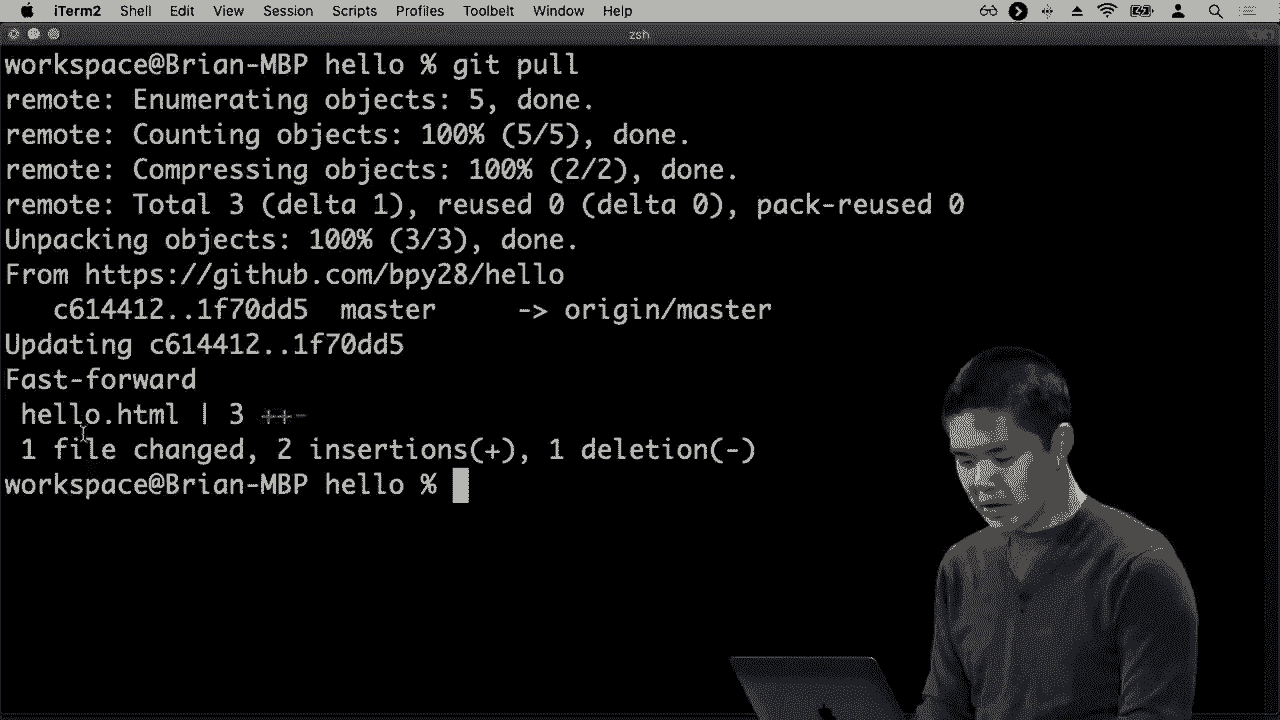 iTerm2 Shell Edit View Session Scripts Profiles Toolbelt Window Help
zsh
workspace@Brian-MBP hello % git pull
remote: Enumerating objects: 5, done.
remote: Counting objects: 100% (5/5), done.
remote: Compressing objects: 100% (2/2), done.
remote: Total 3 (delta 1), reused 0 (delta 0), pack-reused 0
Unpacking objects: 100% (3/3), done.
From https://github.com/bpy28/hello
   c614412..1f70dd5  master     -> origin/master
Updating c614412..1f70dd5
Fast-forward
 hello.html | 3 ++-
 1 file changed, 2 insertions(+), 1 deletion(-)
workspace@Brian-MBP hello %